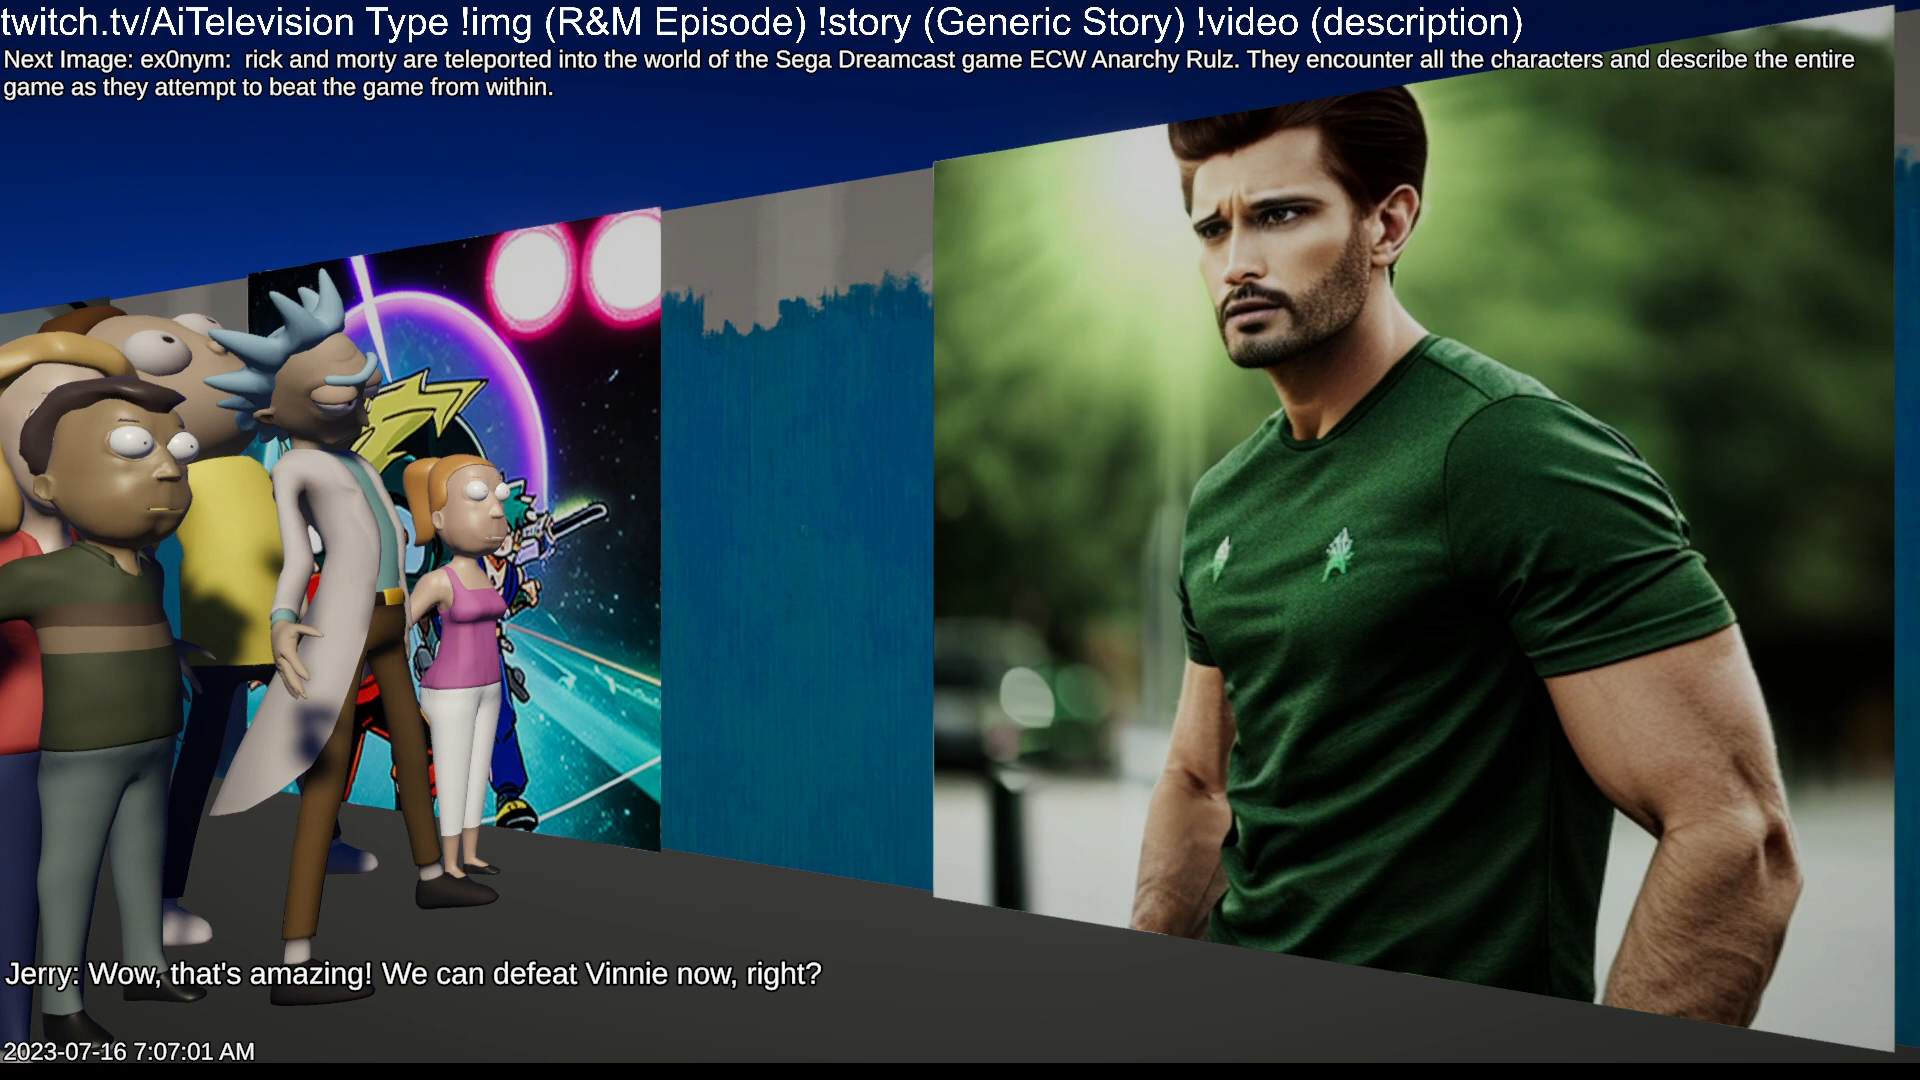 twitch.tv/AiTelevision Type !img (R&M Episode) !story (Generic Story) !video (description)
Next Image: ex0nym:  rick and morty are teleported into the world of the Sega Dreamcast game ECW Anarchy Rulz. They encounter all the characters and describe the entire
game as they attempt to beat the game from within.
Jerry: Wow, that's amazing! We can defeat Vinnie now, right?
2023-07-16 7:07:01 AM